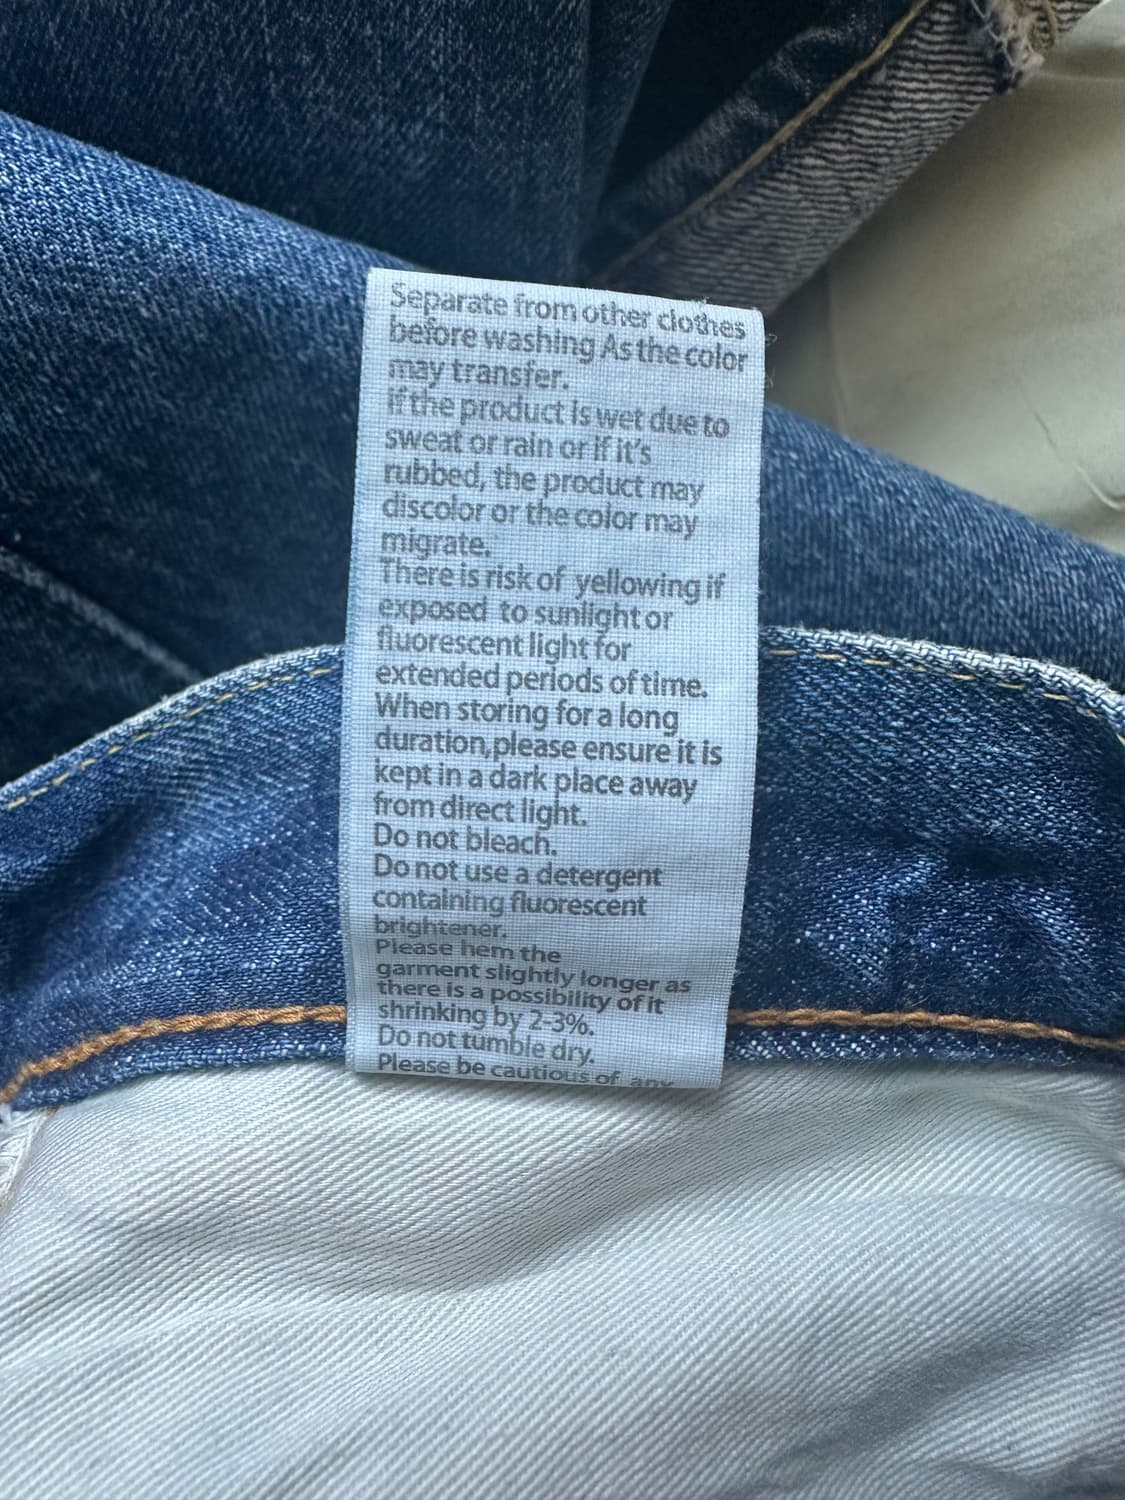 Separate from other clothes
before washing As the color
may transfer.
if the product is wet due to
sweat or rain or if it's
rubbed, the product may
discolor or the color may
migrate.
There is risk of yellowing if
exposed to sunlight or
fluorescent light for
extended periods of time.
When storing for a long
duration,please ensure it is
kept in a dark place away
from direct light.
Do not bleach.
Do not use a detergent
containing fluorescent
brightener.
Please hem the
garment slightly longer as
there is a possibility of it
shrinking by 2-3%.
Do not tumble dry.
Please be cautious of any